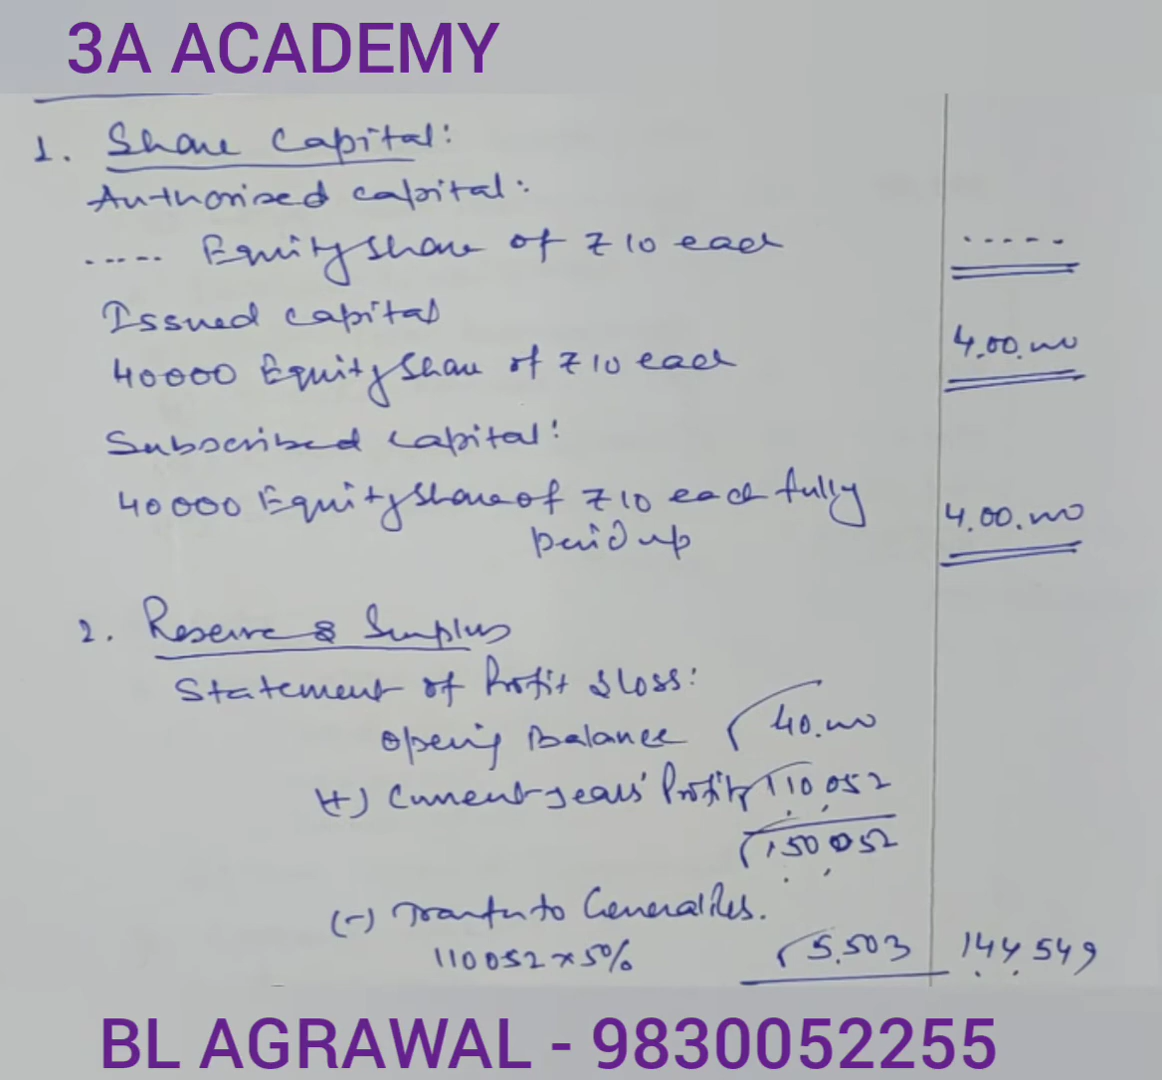 3A ACADEMY
1. Share Capital:
Authorised capital:
..... Equity Share of ₹10 each .....
Issued capital
40000 Equity Share of ₹10 each 4,00,000
Subscribed capital:
40000 Equity Share of ₹10 each fully
paid up 4,00,000
2. Reserve & Surplus
Statement of Profit & Loss:
Opening Balance 40,000
(+) Current years' Profit 110,052
150,052
(-) Transfer to General Res.
110052 x 5% 5,503 144,549
BL AGRAWAL - 9830052255